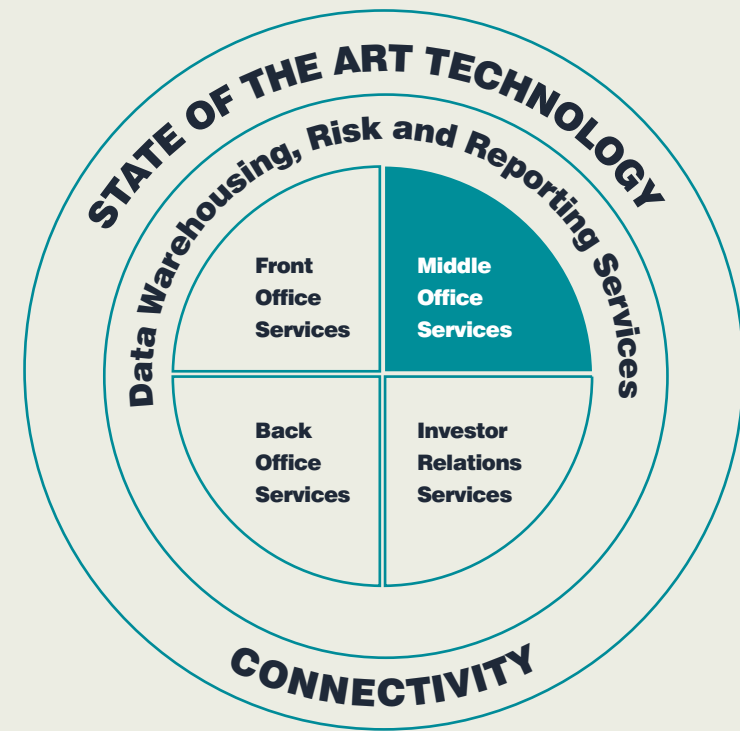 STATE OF THE ART TECHNOLOGY
Data Warehousing, Risk and Reporting Services
Front
Office
Services
Middle
Office
Services
Back
Office
Services
Investor
Relations
Services
CONNECTIVITY